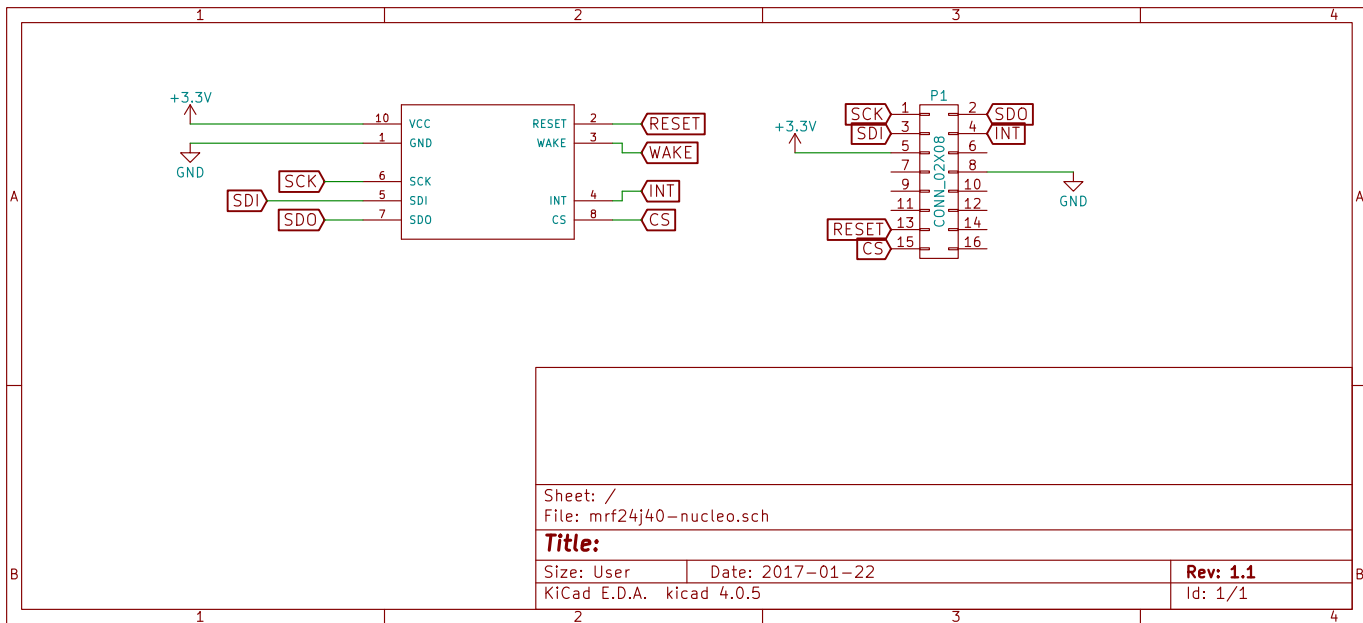 1 2 3 4
+3.3V
10 VCC RESET 2 RESET
1 GND WAKE 3 WAKE
GND
SCK 6 SCK
SDI 5 SDI INT 4 INT
SDO 7 SDO CS 8 CS
P1
CONN_02X08
SCK 1 2 SDO
SDI 3 4 INT
+3.3V
5 6
7 8
9 10
GND
11 12
RESET 13 14
CS 15 16
A A
Sheet: /
File: mrf24j40-nucleo.sch
Title:
Size: User Date: 2017-01-22 Rev: 1.1
KiCad E.D.A. kicad 4.0.5 Id: 1/1
B B
1 2 3 4